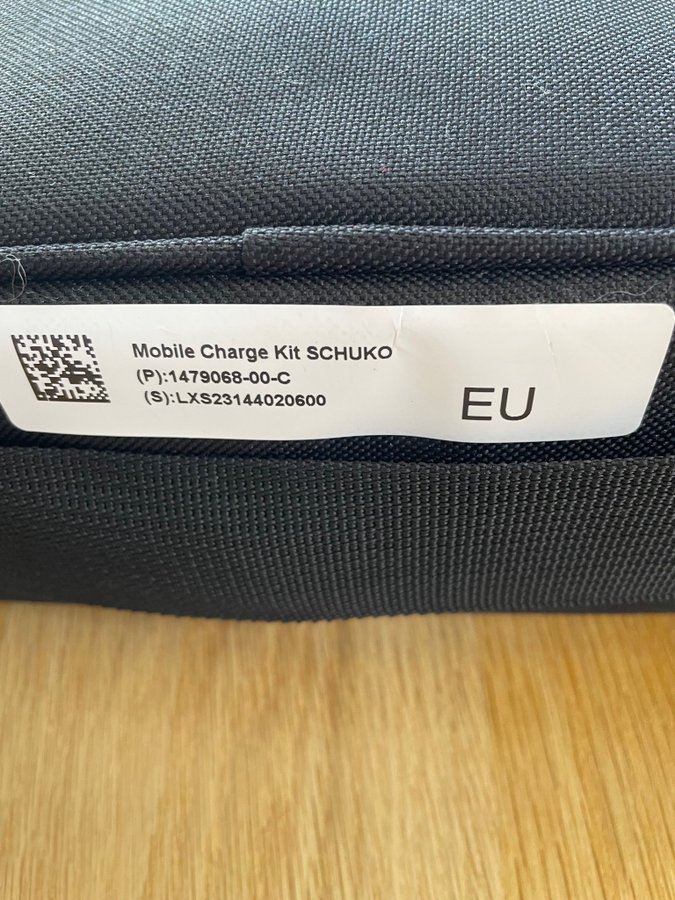 Mobile Charge Kit SCHUKO
(P):1479068-00-C
(S):LXS23144020600
EU